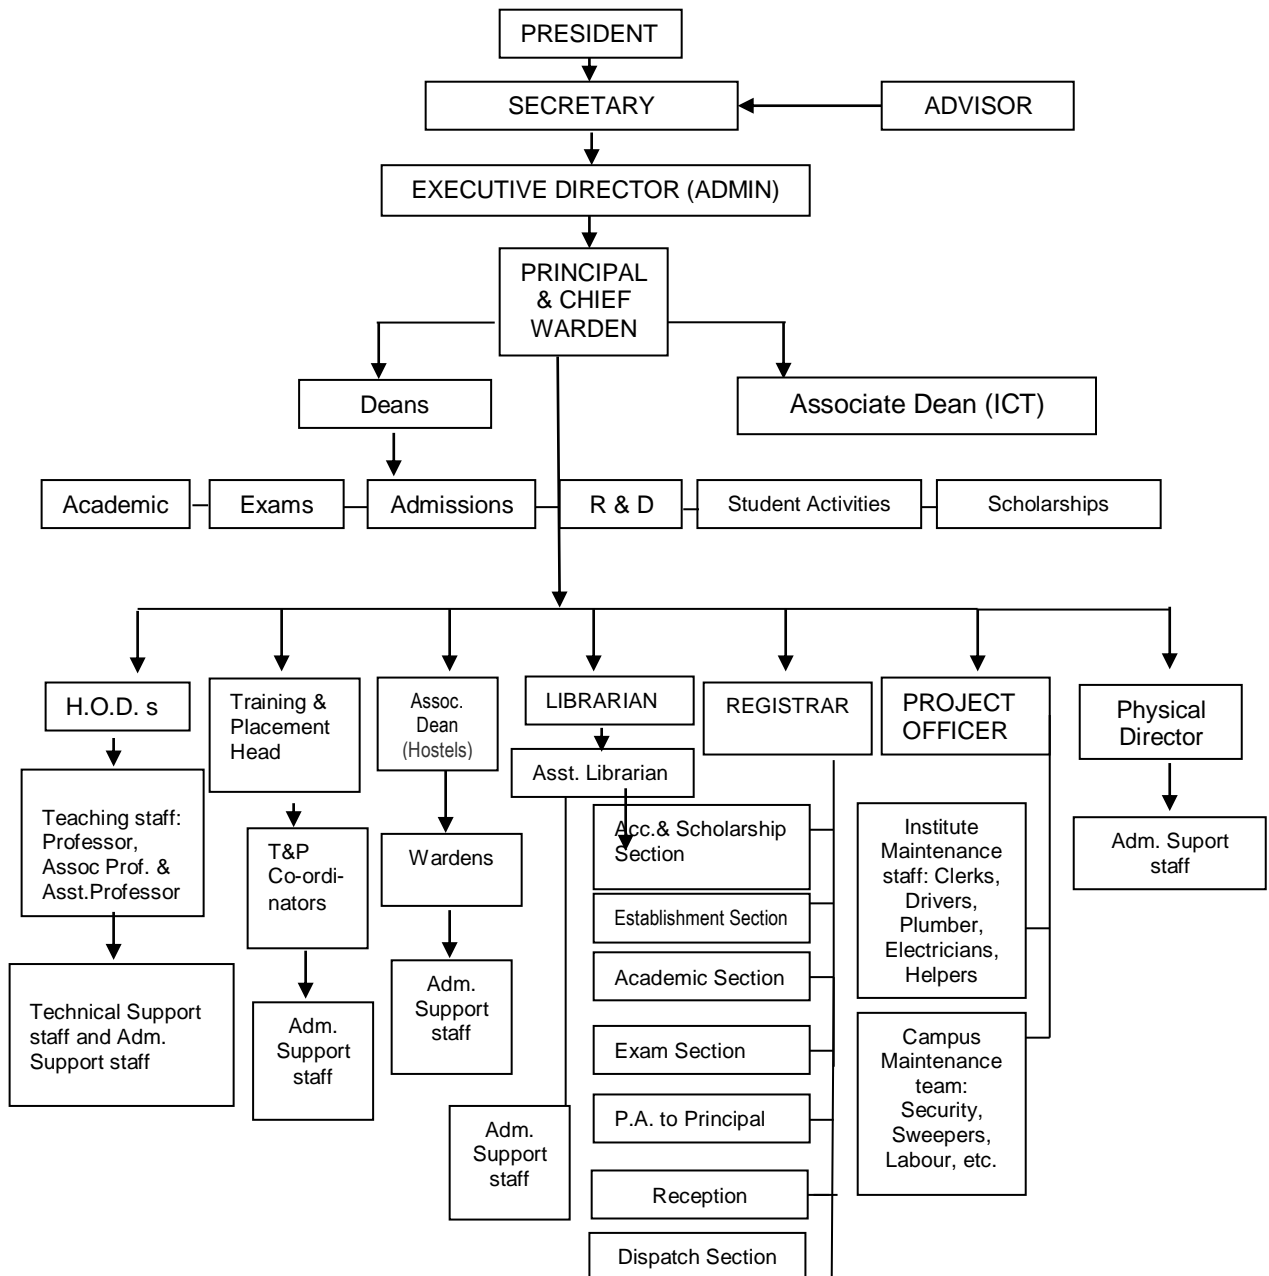 PRESIDENT
SECRETARY
ADVISOR
EXECUTIVE DIRECTOR (ADMIN)
PRINCIPAL
& CHIEF
WARDEN
Deans
Associate Dean (ICT)
Academic
Exams
Admissions
R & D
Student Activities
Scholarships
H.O.D. s
Training &
Placement
Head
Assoc.
Dean
(Hostels)
LIBRARIAN
REGISTRAR
PROJECT
OFFICER
Physical
Director
Teaching staff:
Professor,
Assoc Prof. &
Asst.Professor
T&P
Co-ordi-
nators
Wardens
Asst. Librarian
Acc.& Scholarship
Section
Establishment Section
Academic Section
Exam Section
P.A. to Principal
Reception
Dispatch Section
Institute
Maintenance
staff: Clerks,
Drivers,
Plumber,
Electricians,
Helpers
Adm. Suport
staff
Technical Support
staff and Adm.
Support staff
Adm.
Support
staff
Adm.
Support
staff
Adm.
Support
staff
Campus
Maintenance
team:
Security,
Sweepers,
Labour, etc.